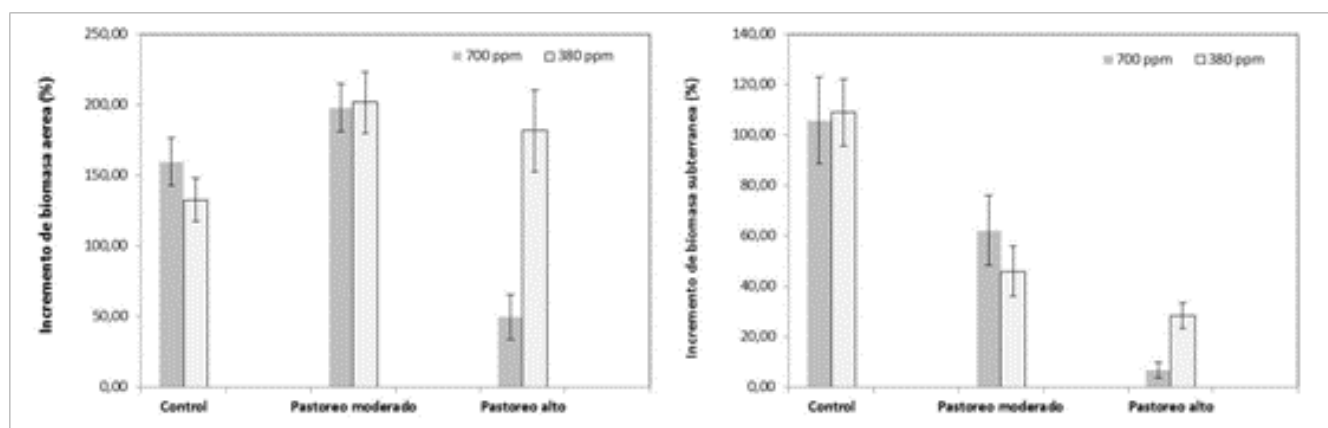 Incremento de biomasa aerea (%)
250,00
200,00
150,00
100,00
50,00
0,00
700 ppm 380 ppm
Control Pastoreo moderado Pastoreo alto
Incremento de biomasa subterranea (%)
140,00
120,00
100,00
80,00
60,00
40,00
20,00
0,00
700 ppm 380 ppm
Control Pastoreo moderado Pastoreo alto